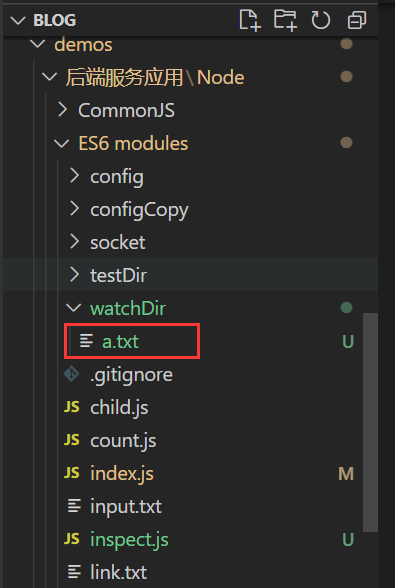 BLOG
demos
后端服务应用\Node
CommonJS
ES6 modules
config
configCopy
socket
testDir
watchDir
a.txt U
.gitignore
JS child.js
JS count.js
JS index.js M
input.txt
JS inspect.js U
link.txt